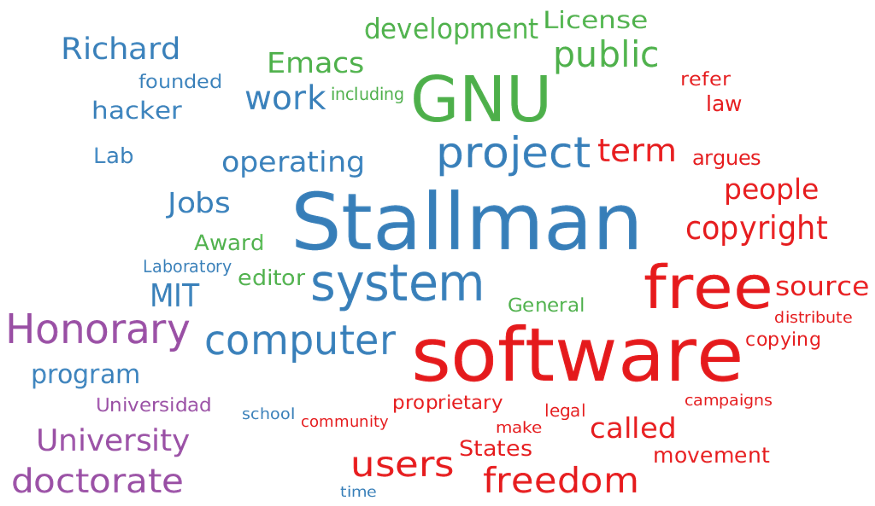 development License
Richard Emacs public
founded work including GNU refer
hacker law
Lab operating project term argues
Jobs Stallman people
Award copyright
Laboratory editor system free source
MIT General distribute
Honorary computer software copying
program
Universidad school community proprietary legal campaigns
University make called
States movement
doctorate users freedom
time